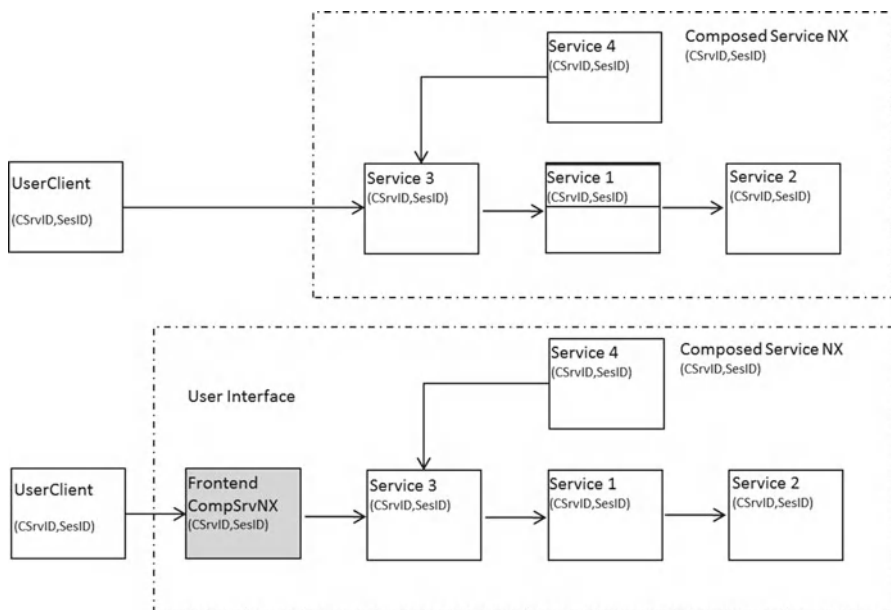 Service 4
(CSrvID,SesID)
Composed Service NX
(CSrvID,SesID)
UserClient
(CSrvID,SesID)
Service 3
(CSrvID,SesID)
Service 1
(CSrvID,SesID)
Service 2
(CSrvID,SesID)
Service 4
(CSrvID,SesID)
Composed Service NX
(CSrvID,SesID)
User Interface
UserClient
(CSrvID,SesID)
Frontend
CompSrvNX
(CSrvID,SesID)
Service 3
(CSrvID,SesID)
Service 1
(CSrvID,SesID)
Service 2
(CSrvID,SesID)